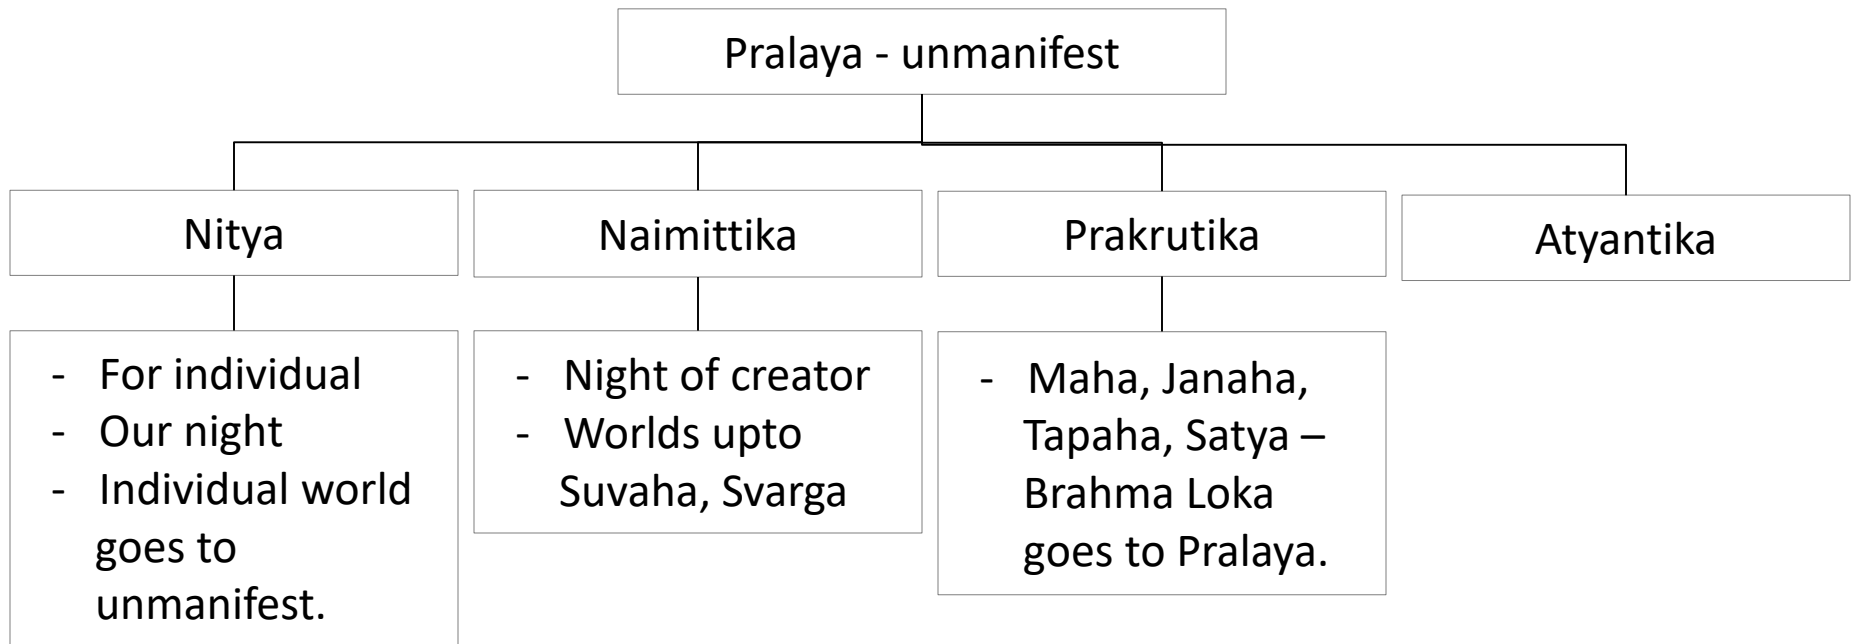 Pralaya - unmanifest
Nitya
Naimittika
Prakrutika
Atyantika
- For individual
- Our night
- Individual world
goes to
unmanifest.
- Night of creator
- Worlds upto
Suvaha, Svarga
- Maha, Janaha,
Tapaha, Satya –
Brahma Loka
goes to Pralaya.